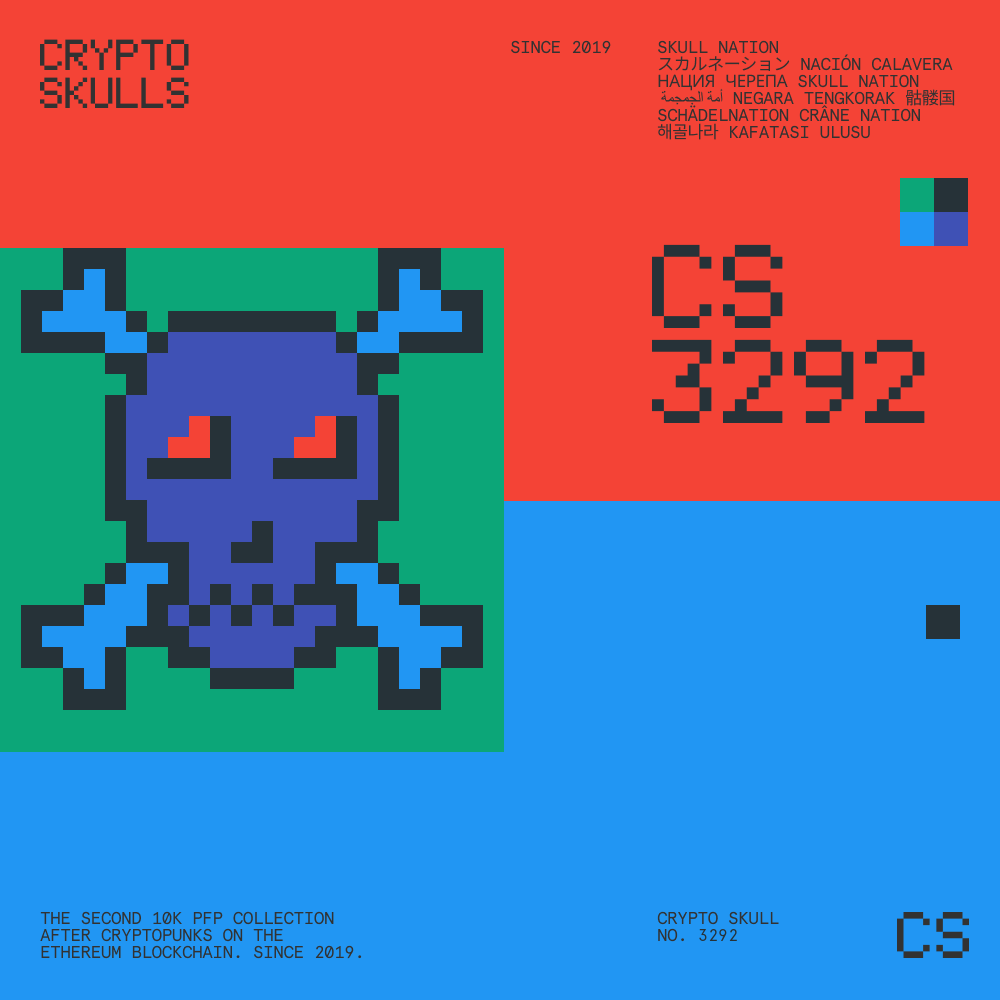 CRYPTO
SKULLS
SINCE 2019
SKULL NATION
スカルネーション NACIÓN CALAVERA
НАЦИЯ ЧЕРЕПА SKULL NATION
أمة الجمجمة NEGARA TENGKORAK 骷髅国
SCHÄDELNATION CRÂNE NATION
해골나라 KAFATASI ULUSU
CS
3292
THE SECOND 10K PFP COLLECTION
AFTER CRYPTOPUNKS ON THE
ETHEREUM BLOCKCHAIN. SINCE 2019.
CRYPTO SKULL
NO. 3292
CS